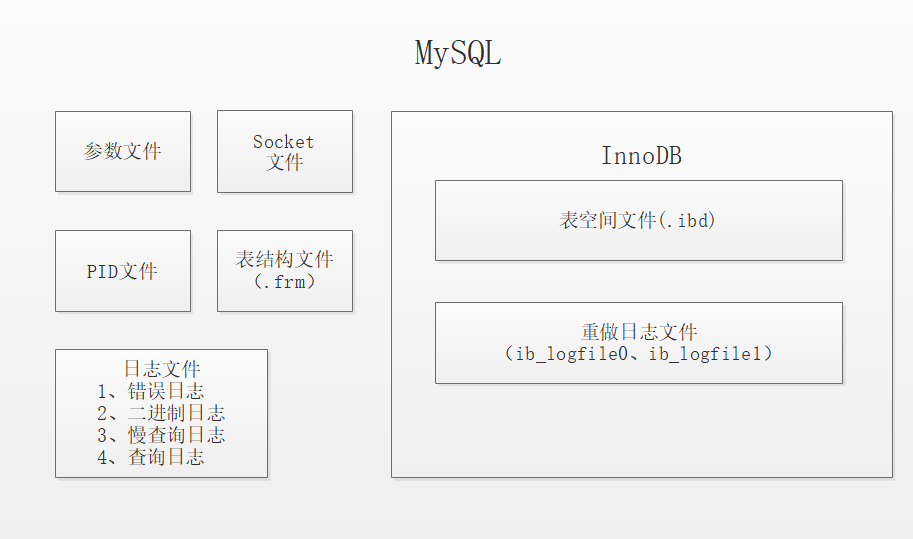 MySQL
参数文件
Socket
文件
PID文件
表结构文件
（.frm）
日志文件
1、错误日志
2、二进制日志
3、慢查询日志
4、查询日志
InnoDB
表空间文件(.ibd)
重做日志文件
（ib_logfile0、ib_logfile1）